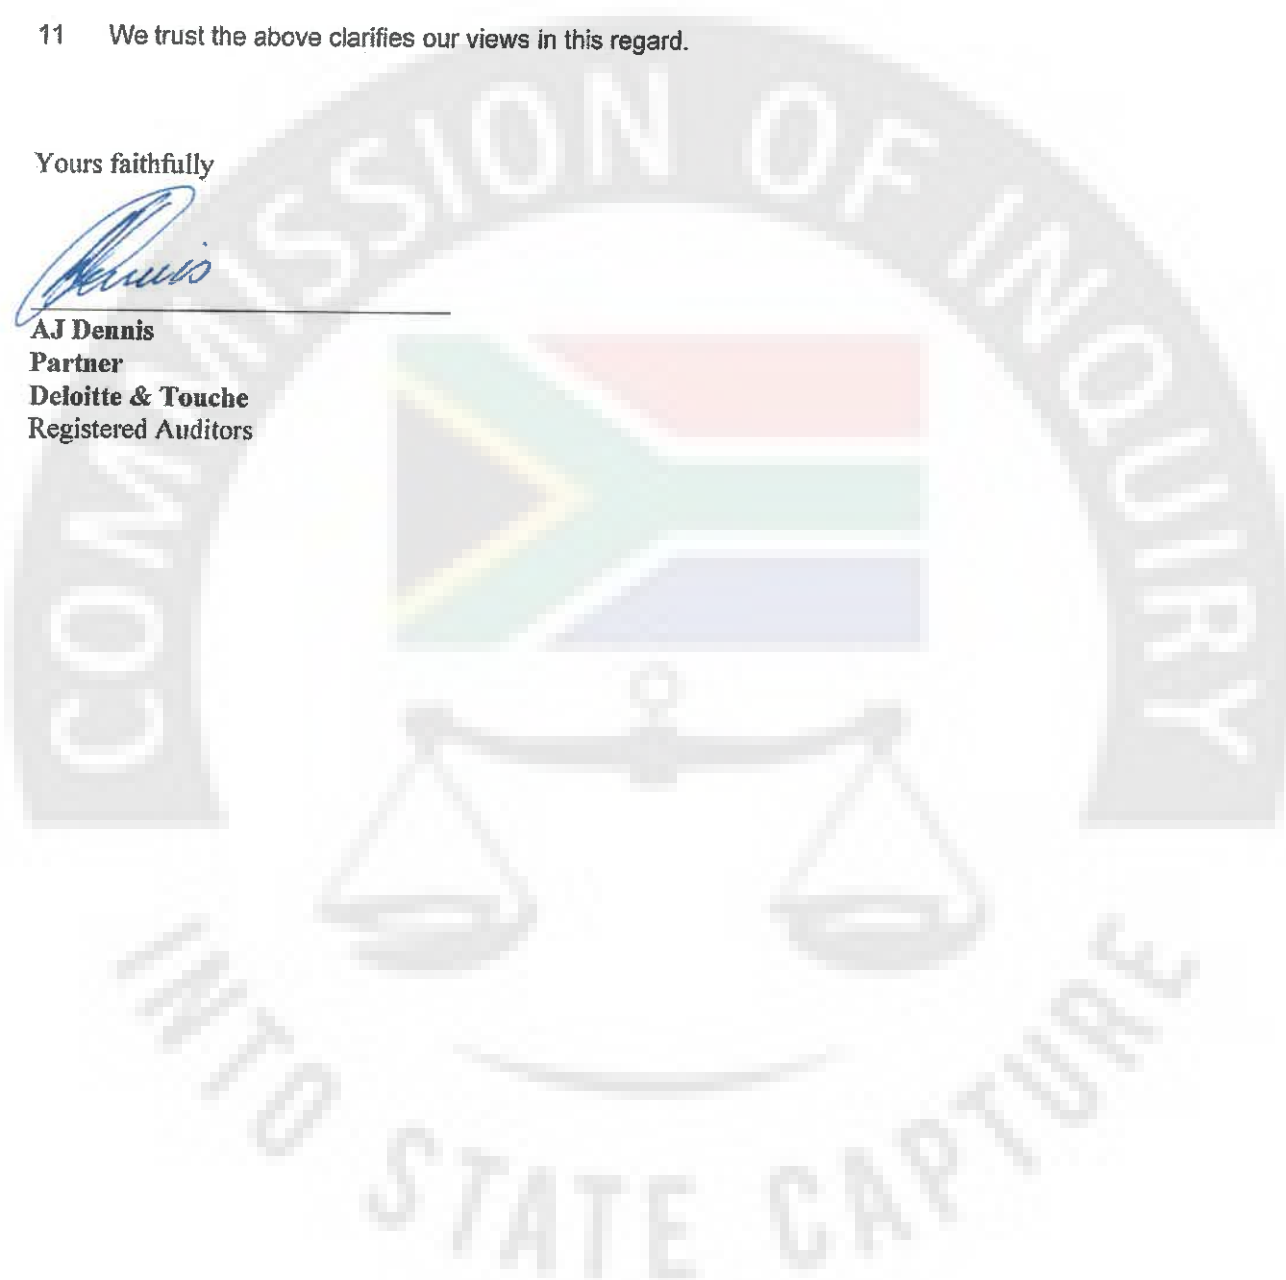 11 We trust the above clarifies our views in this regard.
Yours faithfully
Dennis
AJ Dennis
Partner
Deloitte & Touche
Registered Auditors
COMMISSION OF INQUIRY
INTO STATE CAPTURE